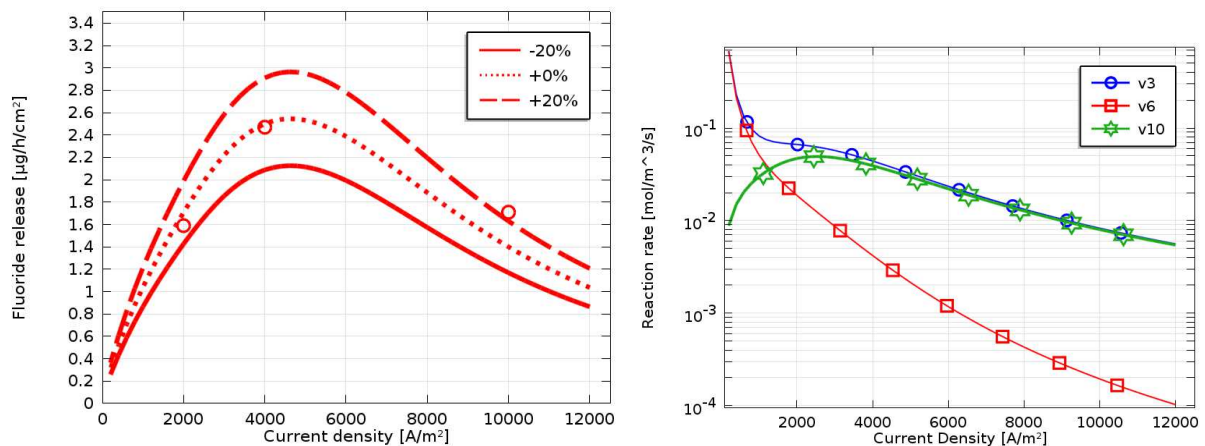 3.4
3.2
3
2.8
2.6
2.4
2.2
2
1.8
1.6
1.4
1.2
1
0.8
0.6
0.4
0.2
0
Fluoride release [µg/h/cm²]
-20%
+0%
+20%
0 2000 4000 6000 8000 10000 12000
Current density [A/m²]
10⁻¹
10⁻²
10⁻³
10⁻⁴
Reaction rate [mol/m^3/s]
v3
v6
v10
2000 4000 6000 8000 10000 12000
Current Density [A/m²]